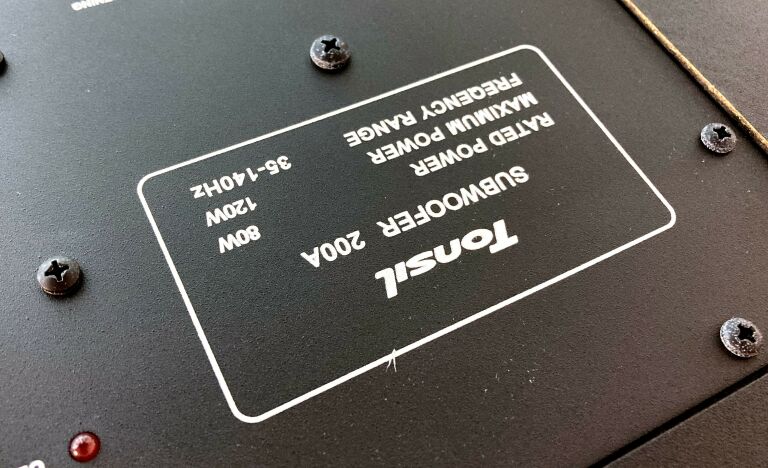 Tonsil
SUBWOOFER 200A
RATED POWER 80W
MAXIMUM POWER 120W
FREQENCY RANGE 35-140Hz